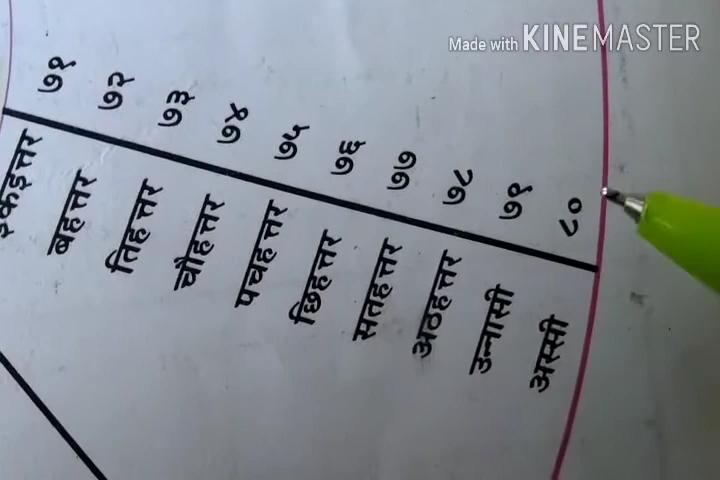 Made with KINEMASTER
७१ इकहत्तर
७२ बहत्तर
७३ तिहत्तर
७४ चौहत्तर
७५ पचहत्तर
७६ छिहत्तर
७७ सतहत्तर
७८ अठहत्तर
७९ उन्नासी
८० अस्सी